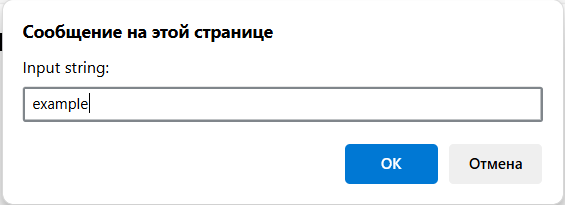 Сообщение на этой странице
Input string:
example
OK
Отмена